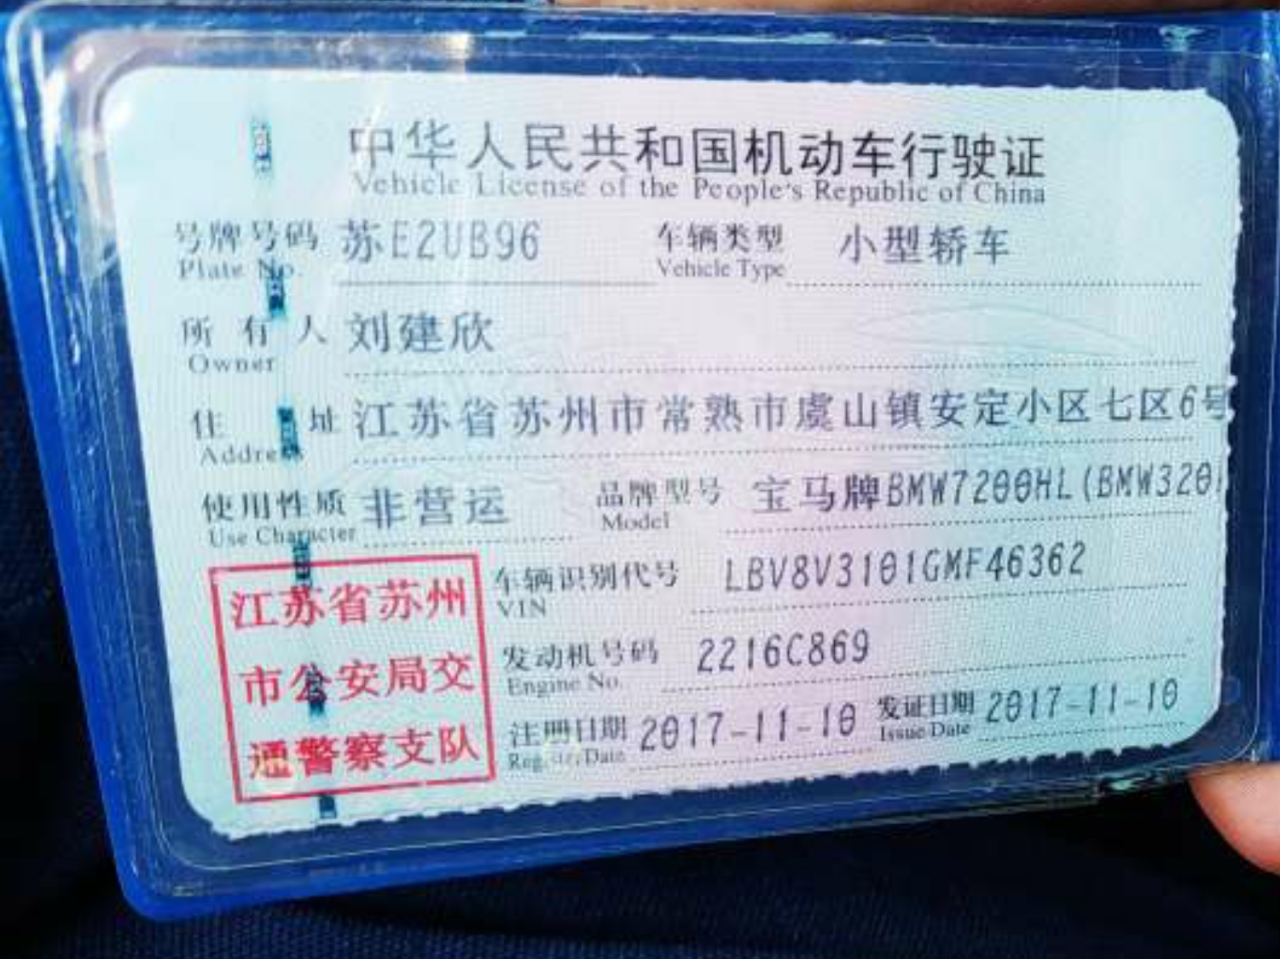 中华人民共和国机动车行驶证
Vehicle License of the People's Republic of China
号牌号码 苏E2UB96 车辆类型 小型轿车
Plate No. Vehicle Type
所有人 刘建欣
Owner
住址 江苏省苏州市常熟市虞山镇安定小区七区6号
Address
使用性质 非营运 品牌型号 宝马牌BMW7200HL(BMW320
Use Character Model
江苏省苏州
市公安局交
通警察支队
车辆识别代号 LBV8V3101GMF46362
VIN
发动机号码 2216C869
Engine No.
注册日期 2017-11-10 发证日期 2017-11-10
Register Date Issue Date